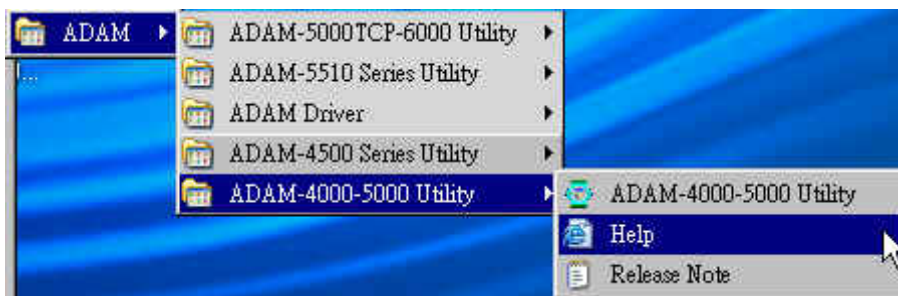 ADAM
ADAM-5000TCP-6000 Utility
...
ADAM-5510 Series Utility
ADAM Driver
ADAM-4500 Series Utility
ADAM-4000-5000 Utility
ADAM-4000-5000 Utility
Help
Release Note